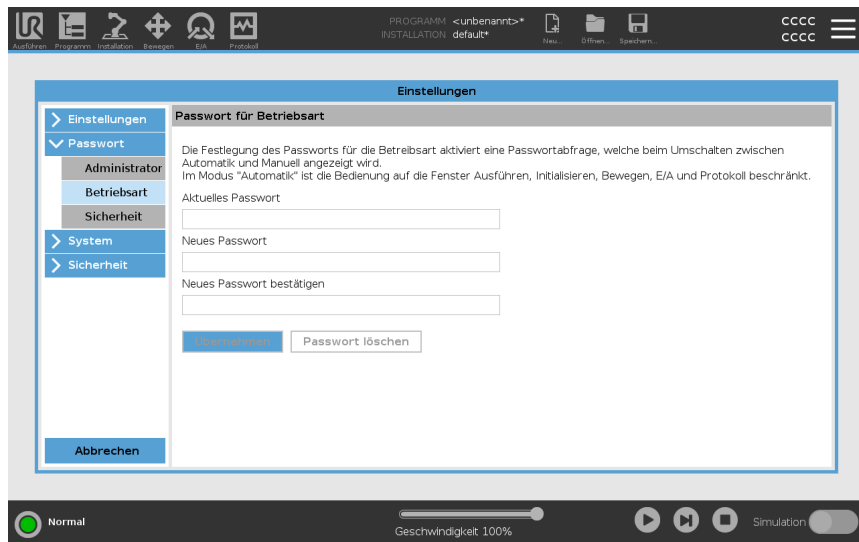 UR
PROGRAMM <unbenannt>*
INSTALLATION default*
Ausführen Programm Installation Bewegen E/A Protokoll
Neu... Öffnen... Speichern...
CCCC
CCCC
Einstellungen
Einstellungen
Passwort
Administrator
Betriebsart
Sicherheit
System
Sicherheit
Abbrechen
Passwort für Betriebsart
Die Festlegung des Passworts für die Betreibsart aktiviert eine Passwortabfrage, welche beim Umschalten zwischen
Automatik und Manuell angezeigt wird.
Im Modus "Automatik" ist die Bedienung auf die Fenster Ausführen, Initialisieren, Bewegen, E/A und Protokoll beschränkt.
Aktuelles Passwort
Neues Passwort
Neues Passwort bestätigen
Übernehmen Passwort löschen
Normal
Geschwindigkeit 100%
Simulation